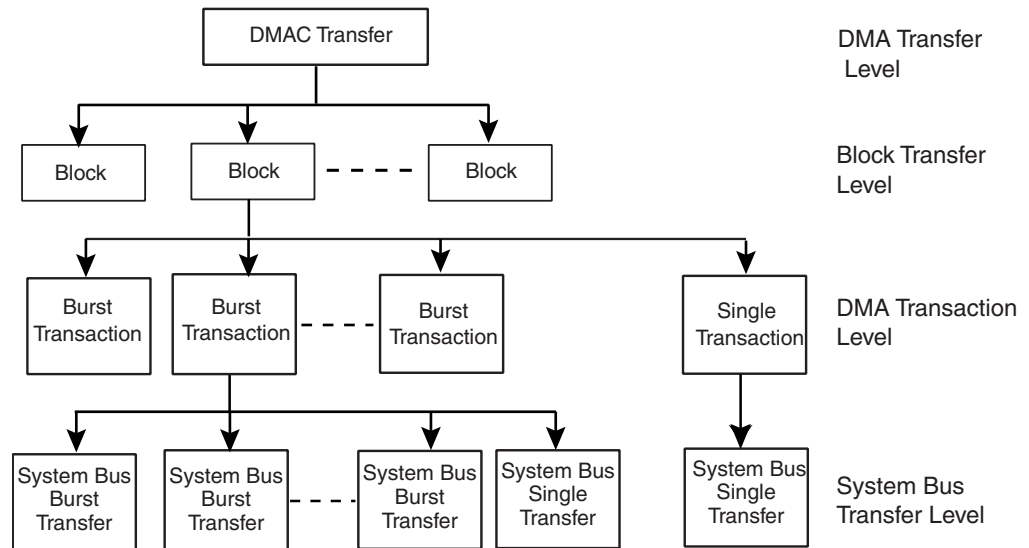 DMAC Transfer
DMA Transfer
Level
Block
Block
Block
Block Transfer
Level
Burst
Transaction
Burst
Transaction
Burst
Transaction
Single
Transaction
DMA Transaction
Level
System Bus
Burst
Transfer
System Bus
Burst
Transfer
System Bus
Burst
Transfer
System Bus
Single
Transfer
System Bus
Single
Transfer
System Bus
Transfer Level